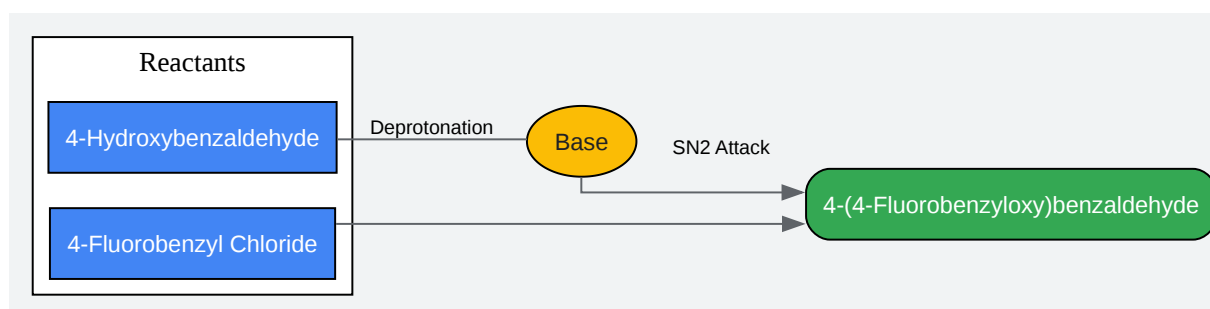 Reactants
4-Hydroxybenzaldehyde
Deprotonation
Base
SN2 Attack
4-(4-Fluorobenzyloxy)benzaldehyde
4-Fluorobenzyl Chloride